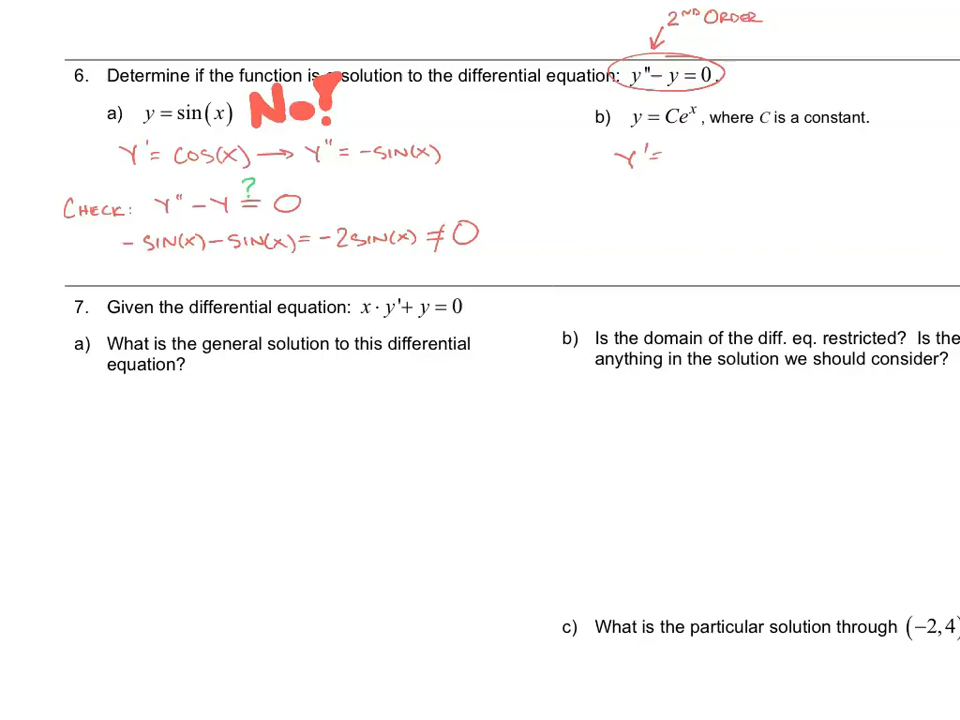 2ND ORDER
6. Determine if the function is solution to the differential equation: y"− y = 0.
a) y = sin(x) No!
y' = cos(x) → y" = -sin(x)
CHECK: y" − y ≟ 0
- sin(x) - sin(x) = -2sin(x) ≠ 0
b) y = Ce^x, where C is a constant.
y' =
7. Given the differential equation: x · y'+ y = 0
a) What is the general solution to this differential
equation?
b) Is the domain of the diff. eq. restricted? Is the
anything in the solution we should consider?
c) What is the particular solution through (−2,4)